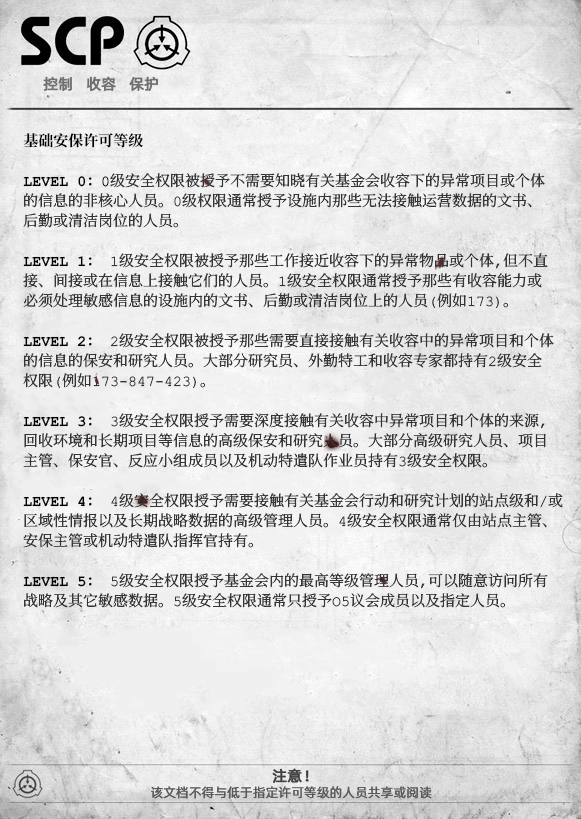 SCP
控制 收容 保护
基础安保许可等级
LEVEL 0: 0级安全权限被授予不需要知晓有关基金会收容下的异常项目或个体
的信息的非核心人员。0级权限通常授予设施内那些无法接触运营数据的文书、
后勤或清洁岗位的人员。
LEVEL 1: 1级安全权限被授予那些工作接近收容下的异常物品或个体,但不直
接、间接或在信息上接触它们的人员。1级安全权限通常授予那些有收容能力或
必须处理敏感信息的设施内的文书、后勤或清洁岗位上的人员(例如173)。
LEVEL 2: 2级安全权限被授予那些需要直接接触有关收容中的异常项目和个体
的信息的保安和研究人员。大部分研究员、外勤特工和收容专家都持有2级安全
权限(例如173-847-423)。
LEVEL 3: 3级安全权限授予需要深度接触有关收容中异常项目和个体的来源,
回收环境和长期项目等信息的高级保安和研究人员。大部分高级研究人员、项目
主管、保安官、反应小组成员以及机动特遣队作业员持有3级安全权限。
LEVEL 4: 4级安全权限授予需要接触有关基金会行动和研究计划的站点级和/或
区域性情报以及长期战略数据的高级管理人员。4级安全权限通常仅由站点主管、
安保主管或机动特遣队指挥官持有。
LEVEL 5: 5级安全权限授予基金会内的最高等级管理人员,可以随意访问所有
战略及其它敏感数据。5级安全权限通常只授予O5议会成员以及指定人员。
注意!
该文档不得与低于指定许可等级的人员共享或阅读